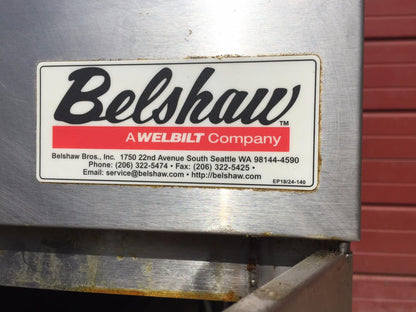 Belshaw™
A WELBILT Company
Belshaw Bros., Inc. 1750 22nd Avenue South Seattle WA 98144-4590
Phone: (206) 322-5474 • Fax: (206) 322-5425 •
Email: service@belshaw.com • http://belshaw.com
EP18/24-140